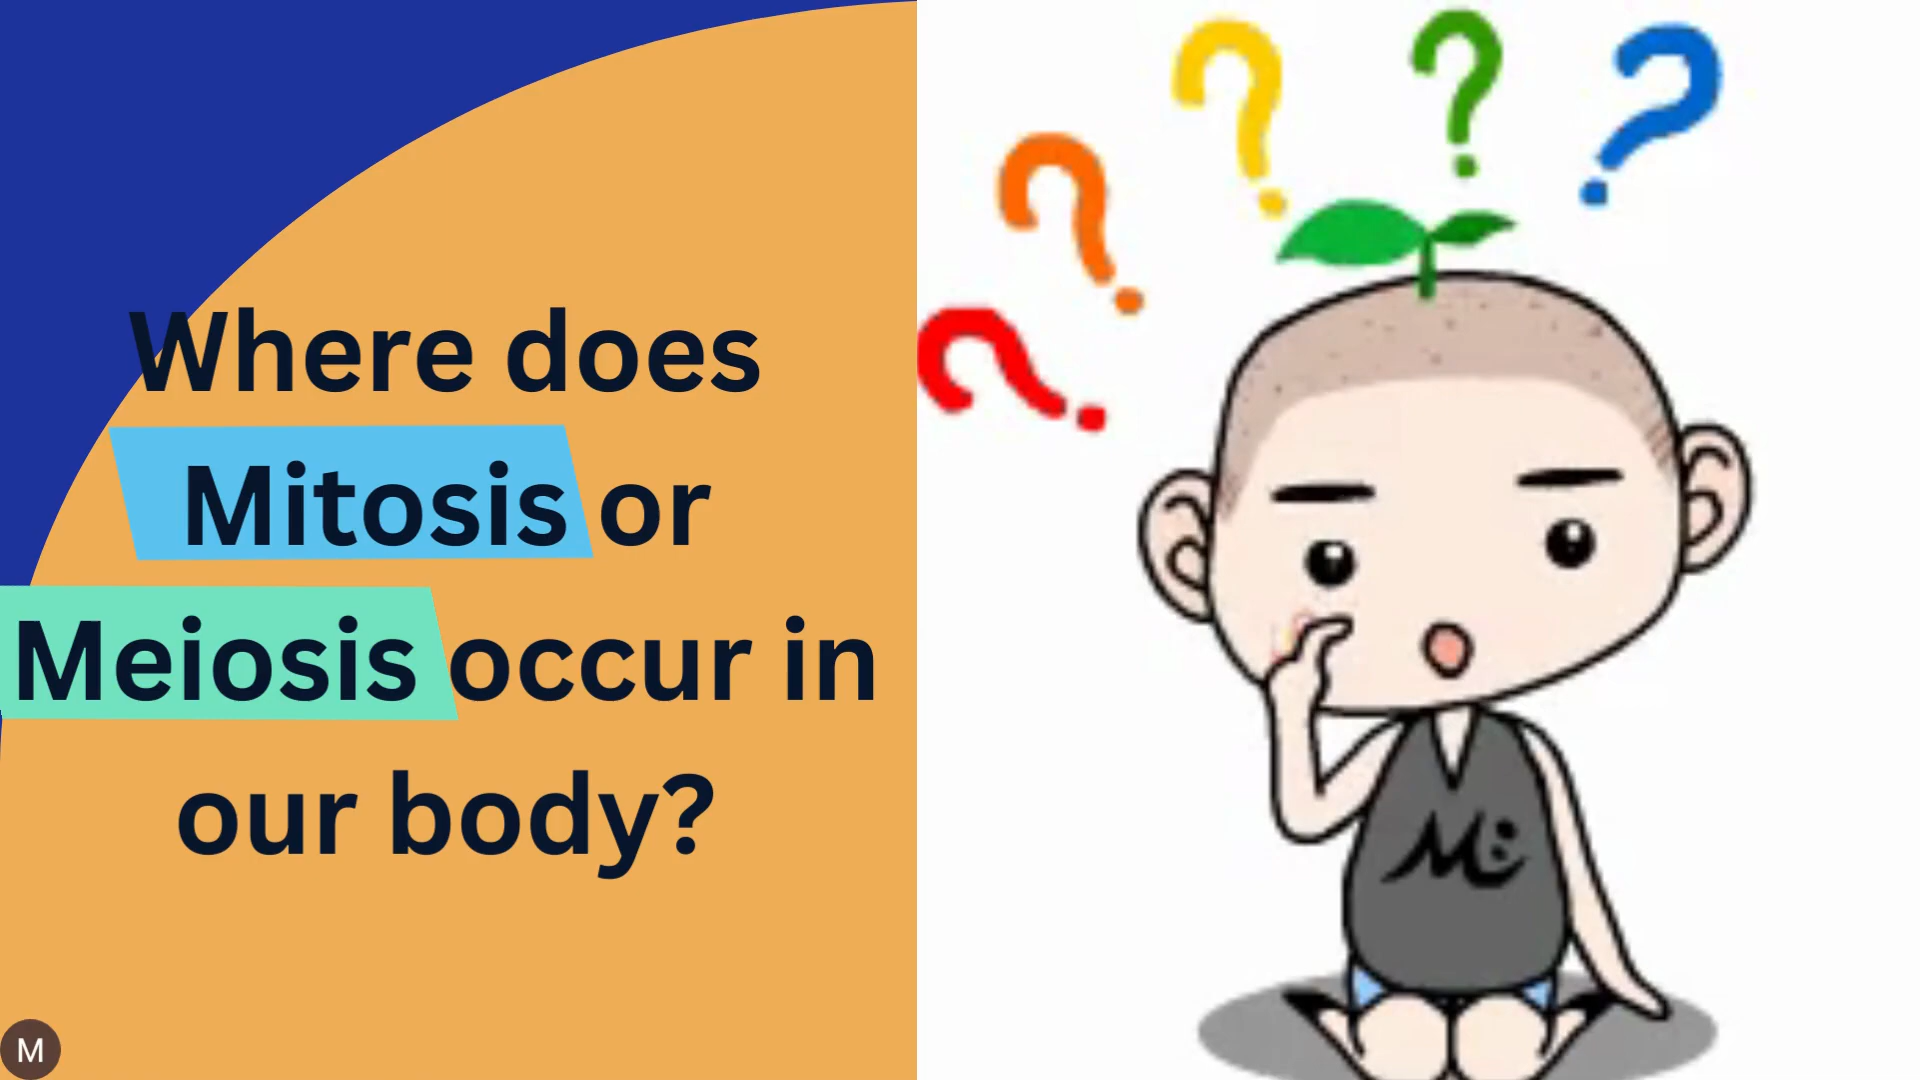 Where does
Mitosis or
Meiosis occur in
our body?
? ? ? ? ?
M
M